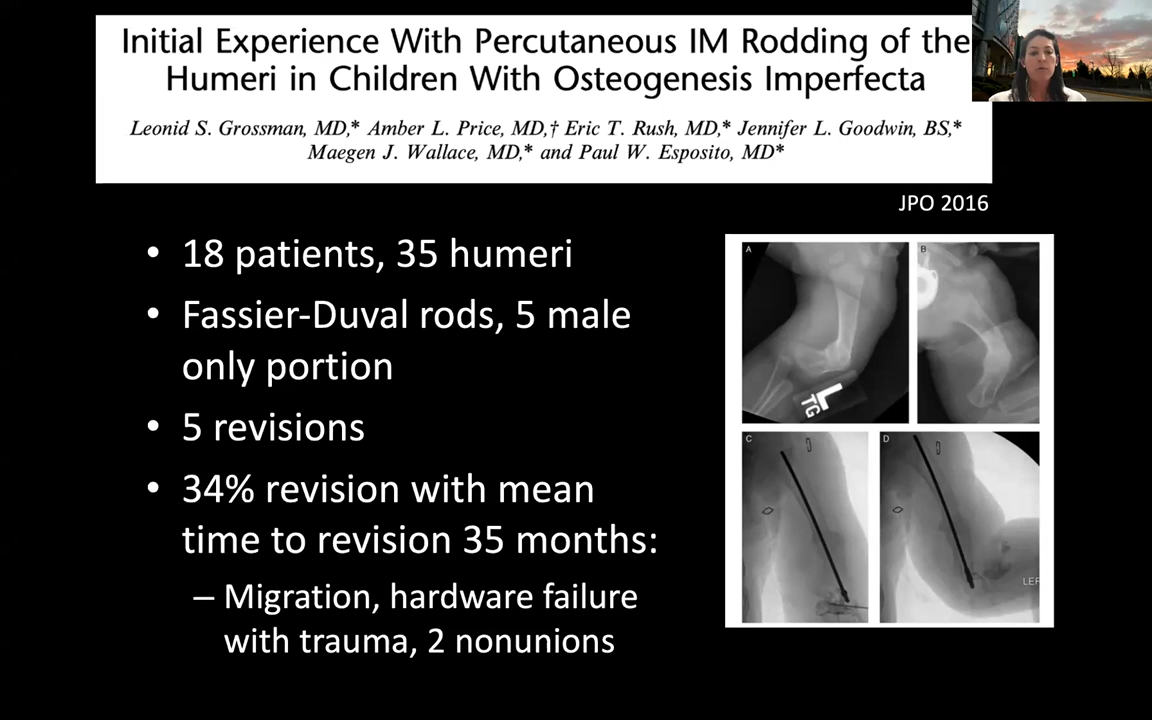 Initial Experience With Percutaneous IM Rodding of the
Humeri in Children With Osteogenesis Imperfecta
Leonid S. Grossman, MD,* Amber L. Price, MD,† Eric T. Rush, MD,* Jennifer L. Goodwin, BS,*
Maegen J. Wallace, MD,* and Paul W. Esposito, MD*
JPO 2016
• 18 patients, 35 humeri
• Fassier-Duval rods, 5 male
only portion
• 5 revisions
• 34% revision with mean
time to revision 35 months:
– Migration, hardware failure
with trauma, 2 nonunions
A
B
L
TG
C
D
LEF